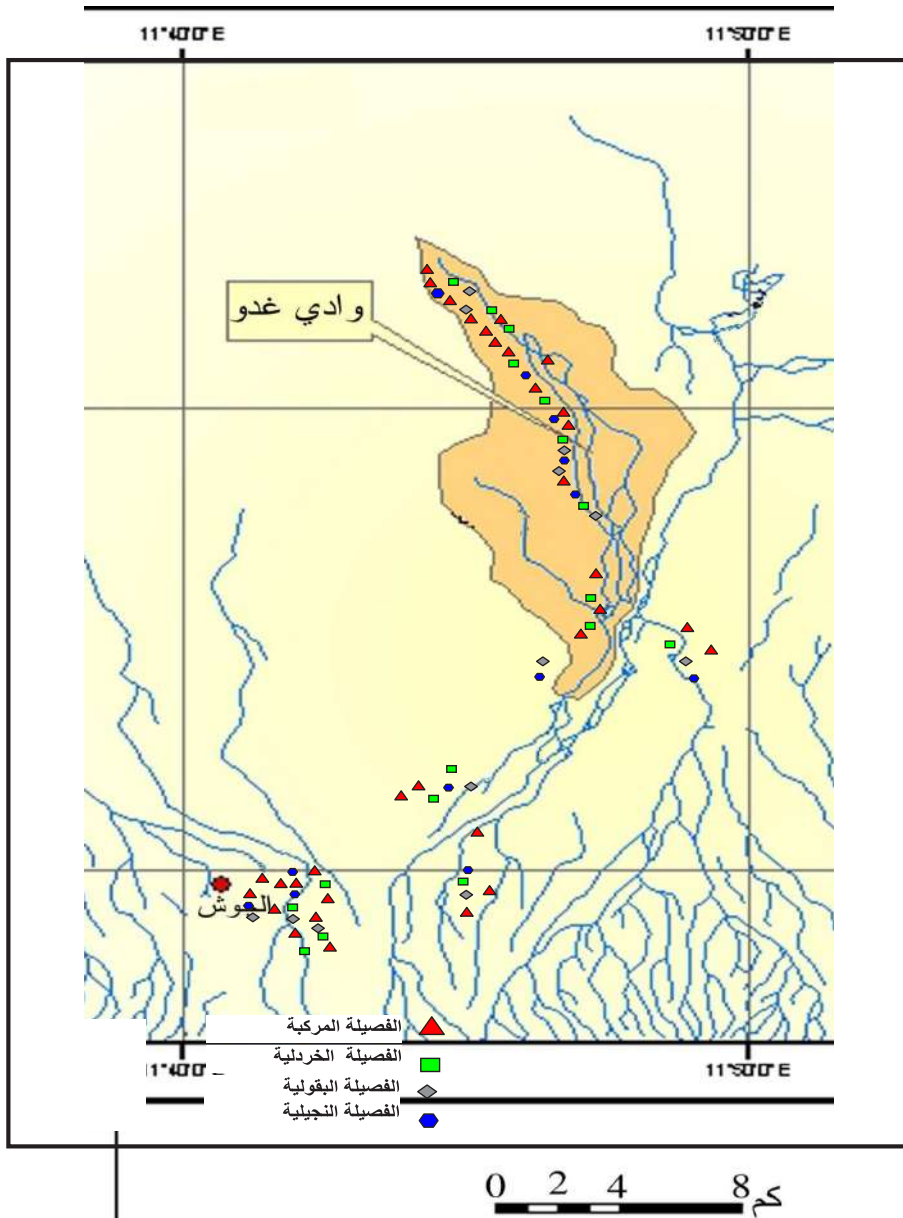 11°40'0"E 11°50'0"E
وادي غدو
الجوش
الفصيلة المركبة
الفصيلة الخردلية
الفصيلة البقولية
الفصيلة النجيلية
11°40'0"E 11°50'0"E
0 2 4 8 كم